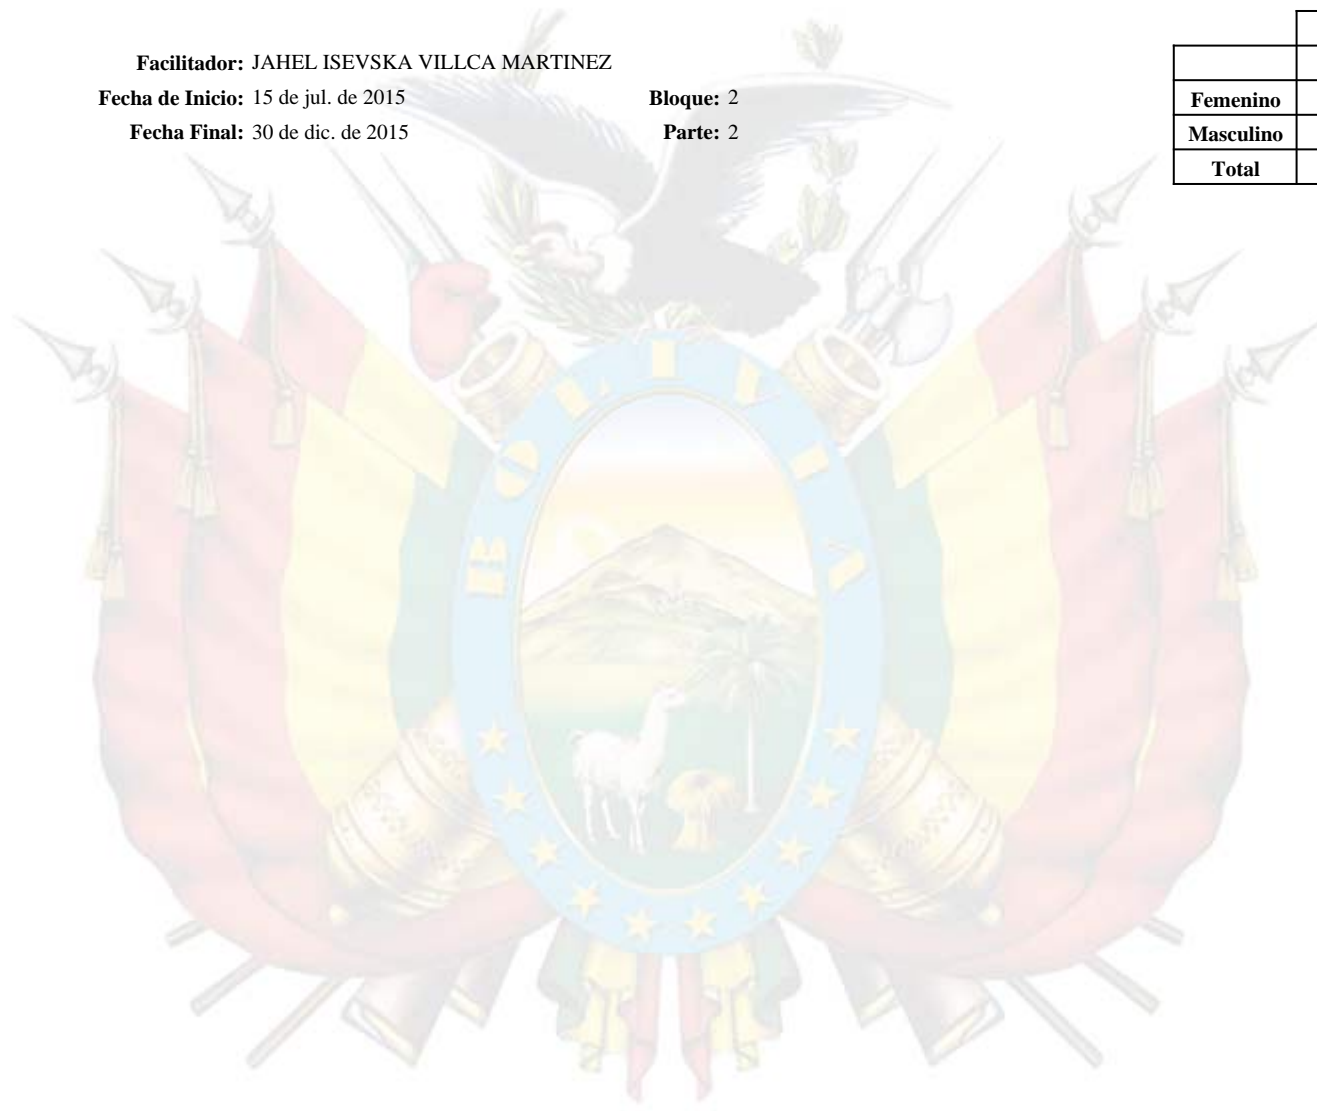 Facilitador: JAHEL ISEVSKA VILLCA MARTINEZ
Fecha de Inicio: 15 de jul. de 2015 Bloque: 2
Fecha Final: 30 de dic. de 2015 Parte: 2
Femenino
Masculino
Total
BOLIVIA